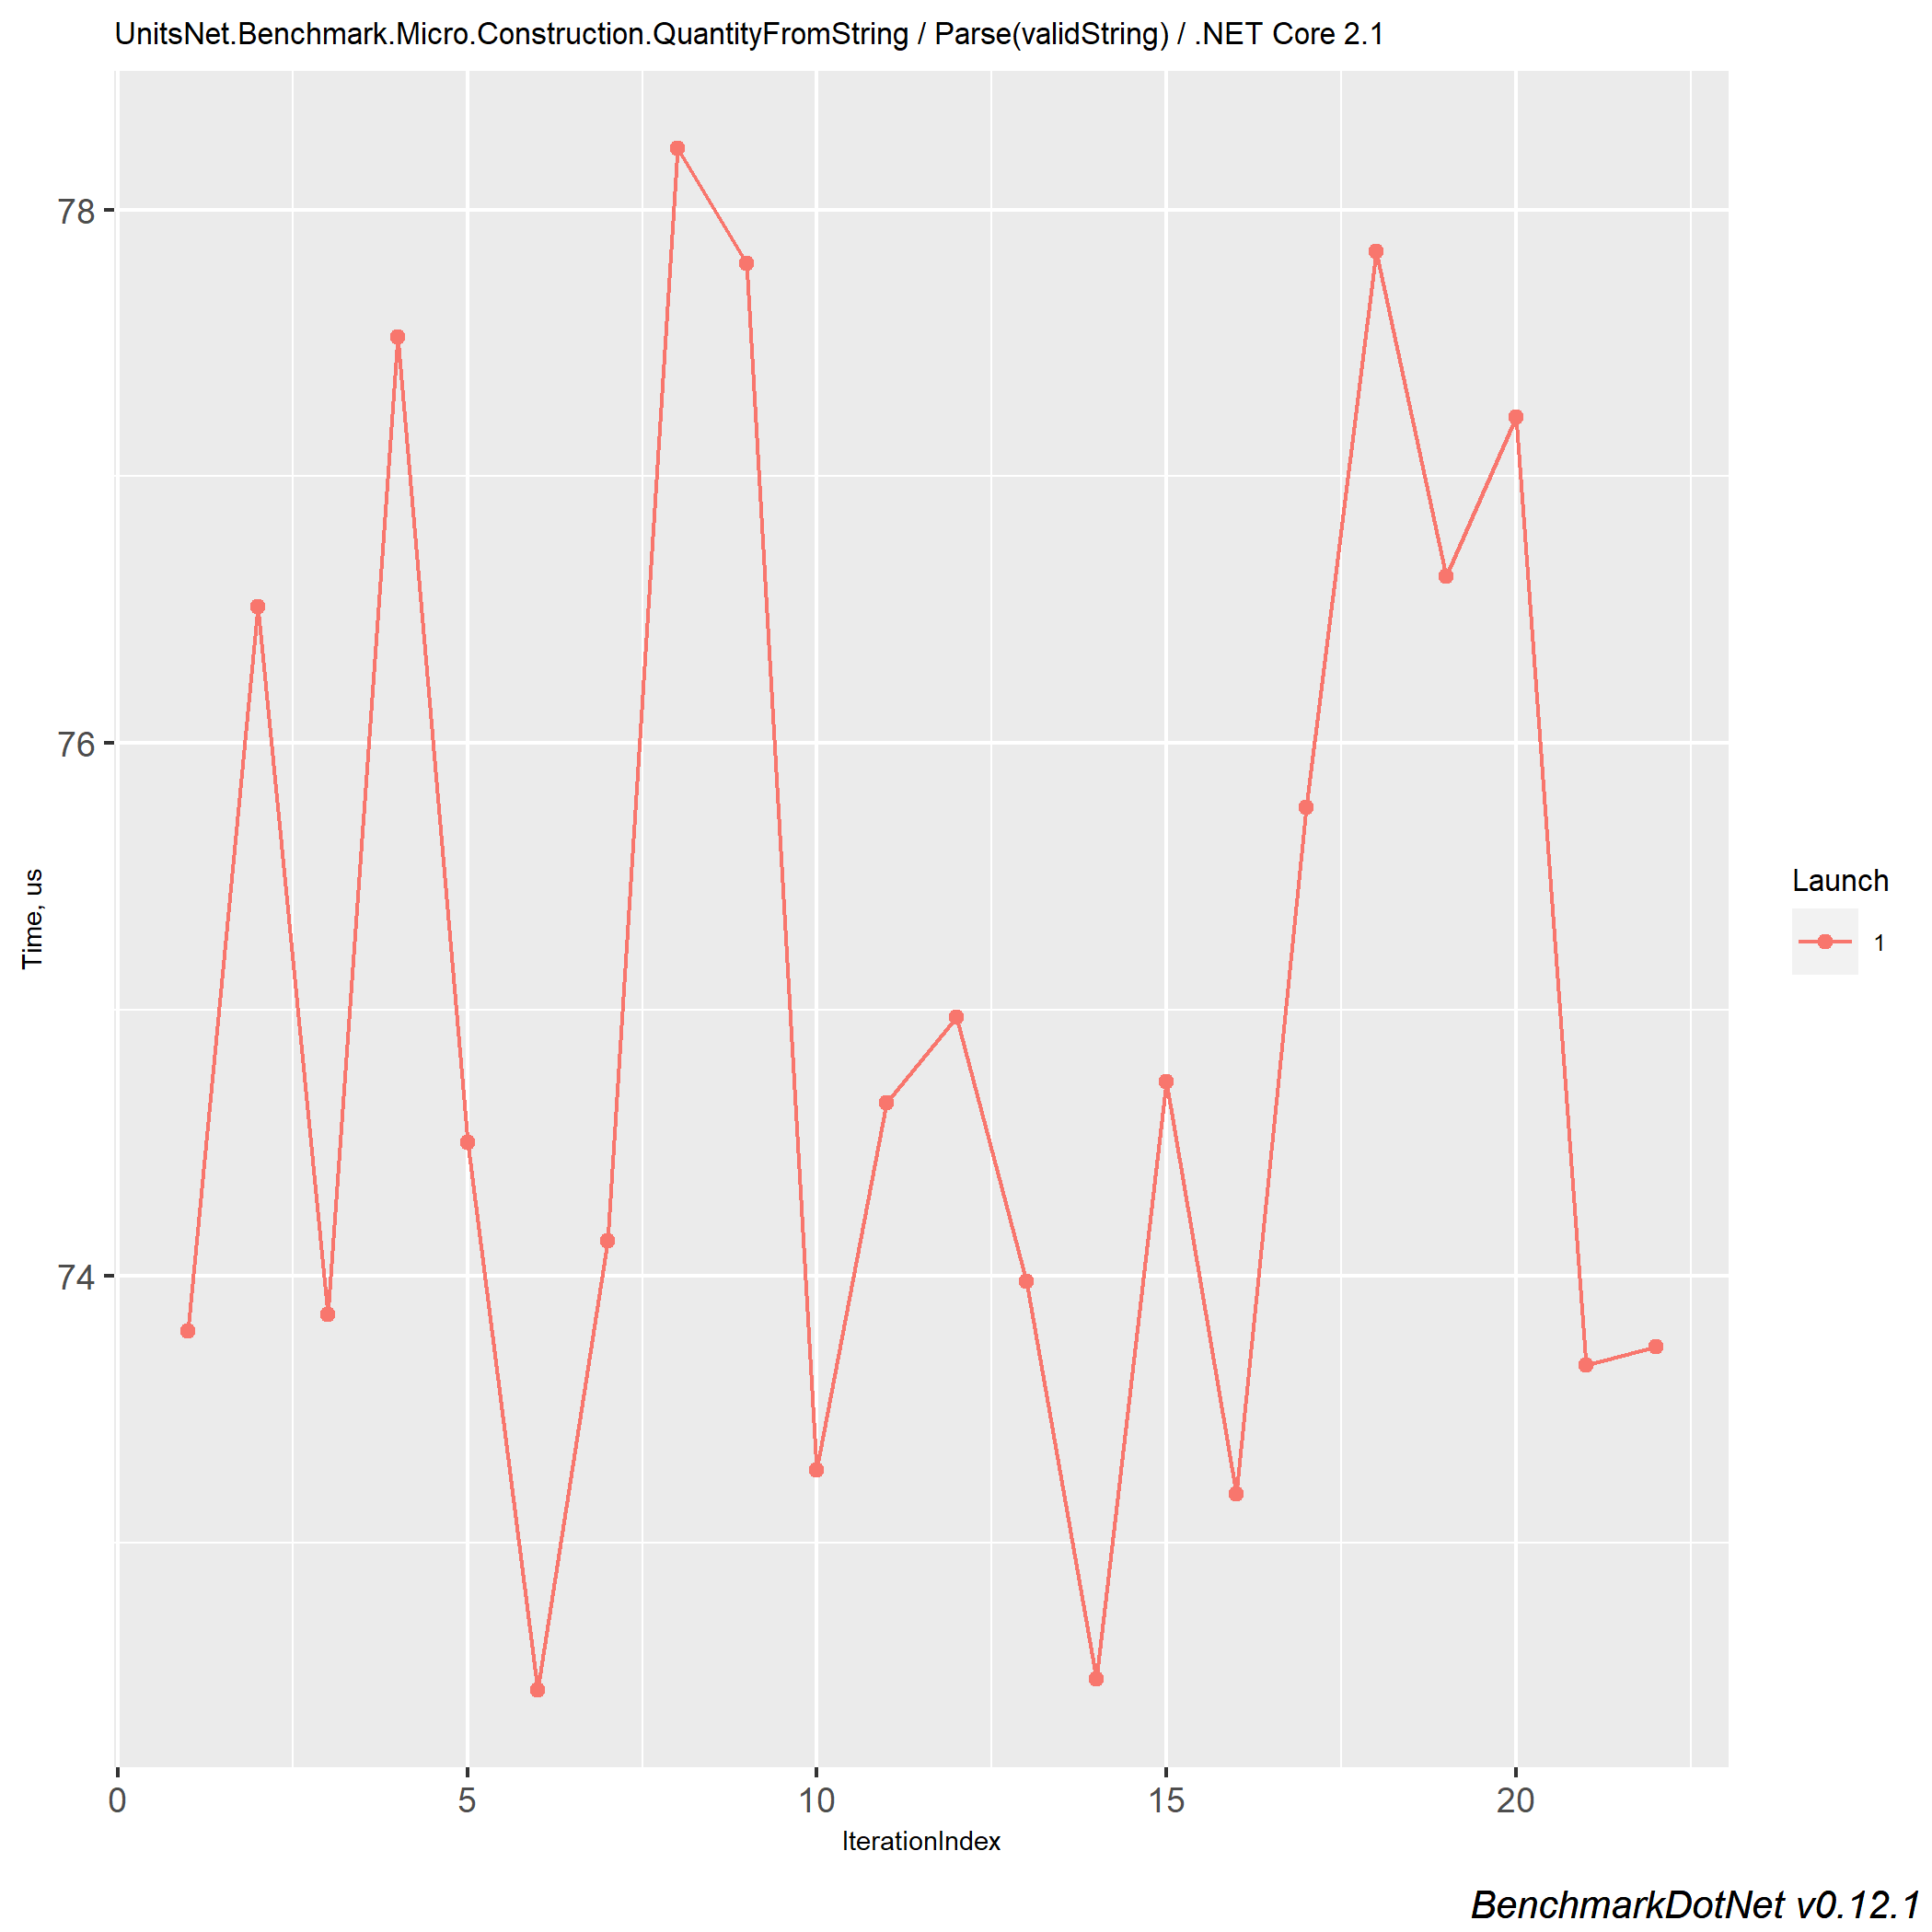 UnitsNet.Benchmark.Micro.Construction.QuantityFromString / Parse(validString) / .NET Core 2.1
78
76
74
Time, us
0 5 10 15 20
IterationIndex
Launch
1
BenchmarkDotNet v0.12.1